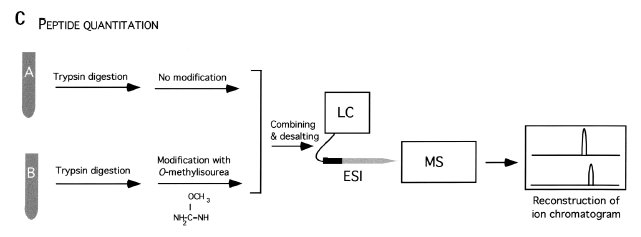 C PEPTIDE QUANTITATION
A
Trypsin digestion
No modification
B
Trypsin digestion
Modification with
O-methylisourea
OCH3
NH2-C=NH
Combining
& desalting
LC
ESI
MS
Reconstruction of
ion chromatogram